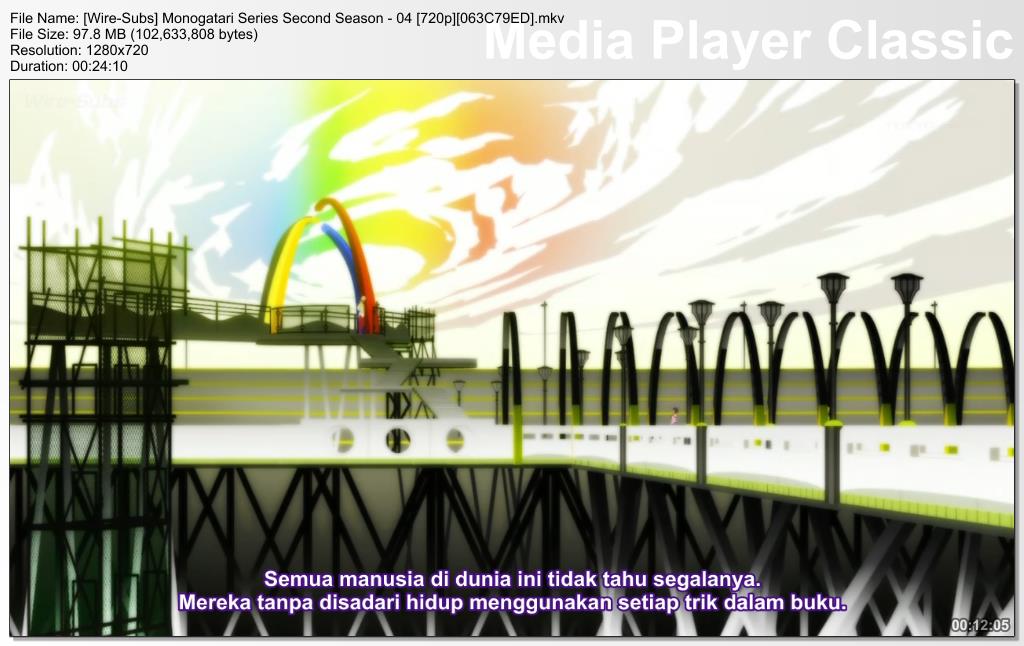 File Name: [Wire-Subs] Monogatari Series Second Season - 04 [720p][063C79ED].mkv
File Size: 97.8 MB (102,633,808 bytes)
Resolution: 1280x720
Duration: 00:24:10
Media Player Classic
Wire-Subs
Semua manusia di dunia ini tidak tahu segalanya.
Mereka tanpa disadari hidup menggunakan setiap trik dalam buku.
00:12:05